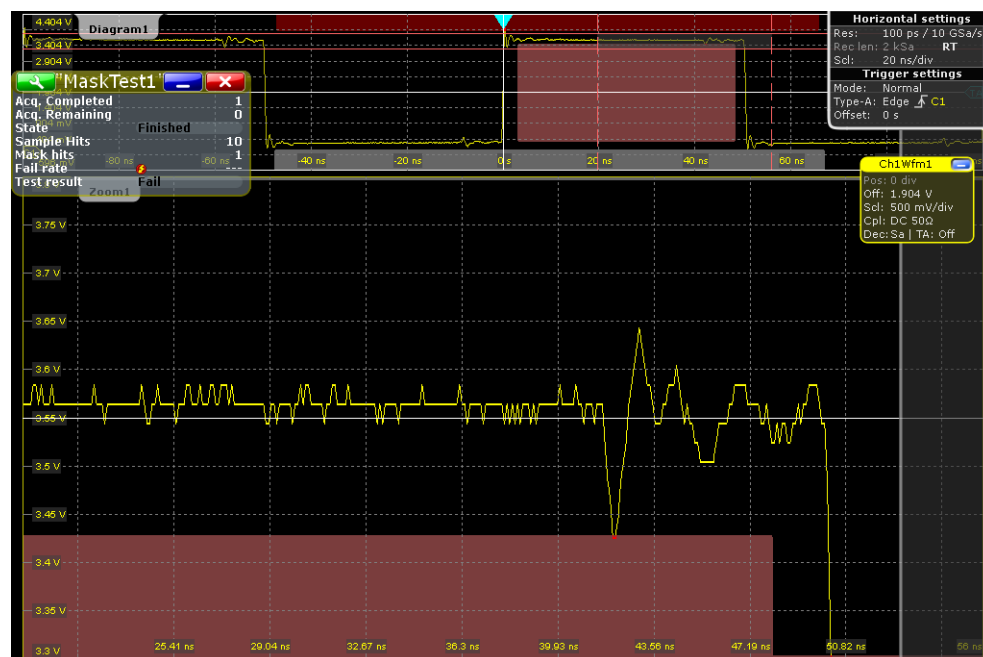 4.404 V
Diagram1
3.404 V
2.904 V
"MaskTest1"
Acq. Completed 1
Acq. Remaining 0
State Finished
Sample Hits 10
Mask hits 1
Fail rate ---
Test result Fail
-80 ns
-60 ns
-40 ns
-20 ns
0 s
20 ns
40 ns
60 ns
Horizontal settings
Res: 100 ps / 10 GSa/s
Rec len: 2 kSa RT
Scl: 20 ns/div
Trigger settings
Mode: Normal
Type-A: Edge C1
Offset: 0 s
Ch1Wfm1
Pos: 0 div
Off: 1.904 V
Scl: 500 mV/div
Cpl: DC 50Ω
Dec: Sa | TA: Off
Zoom1
3.75 V
3.7 V
3.65 V
3.6 V
3.55 V
3.5 V
3.45 V
3.4 V
3.35 V
3.3 V
25.41 ns
29.04 ns
32.67 ns
36.3 ns
39.93 ns
43.56 ns
47.19 ns
50.82 ns
56 ns